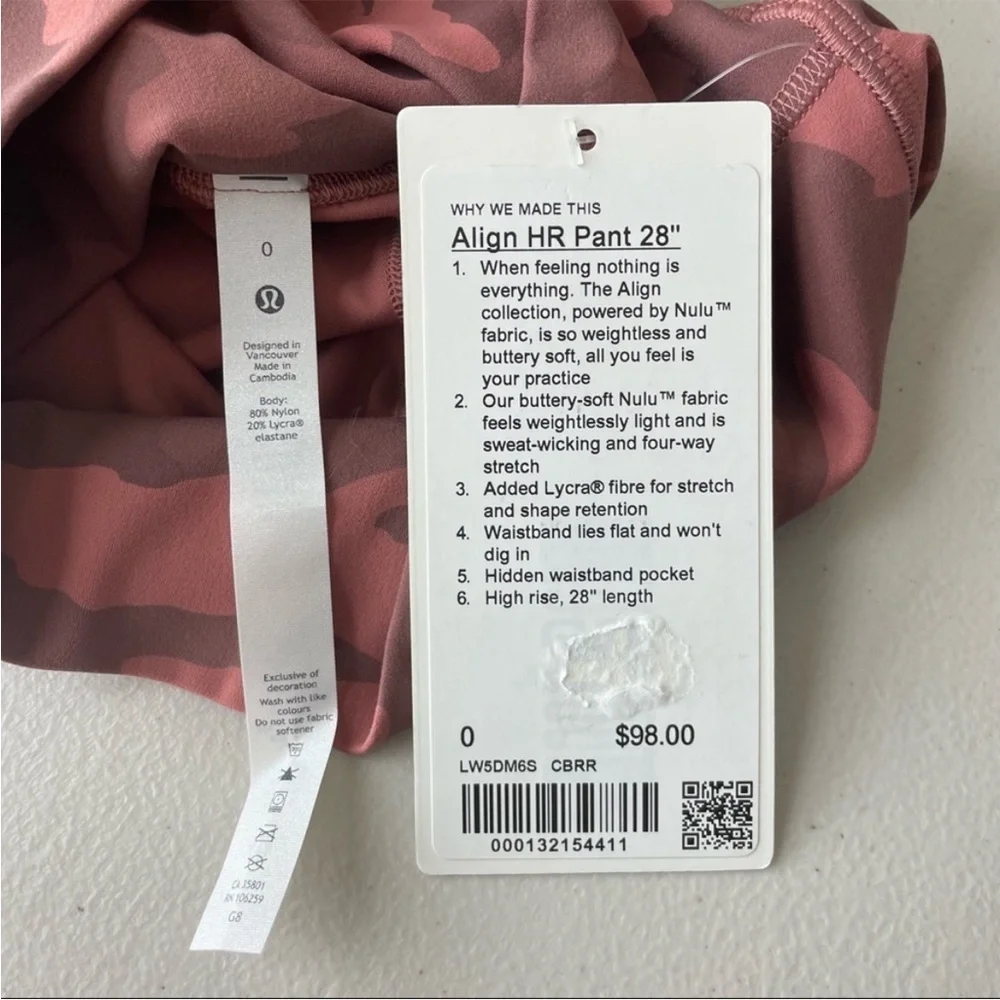 0
Designed in
Vancouver
Made in
Cambodia
Body:
80% Nylon
20% Lycra®
elastane
Exclusive of
decoration
Wash with like
colours
Do not use fabric
softener
CA 35801
RN 106259
GB
WHY WE MADE THIS
Align HR Pant 28"
1. When feeling nothing is
everything. The Align
collection, powered by Nulu™
fabric, is so weightless and
buttery soft, all you feel is
your practice
2. Our buttery-soft Nulu™ fabric
feels weightlessly light and is
sweat-wicking and four-way
stretch
3. Added Lycra® fibre for stretch
and shape retention
4. Waistband lies flat and won't
dig in
5. Hidden waistband pocket
6. High rise, 28" length
0 $98.00
LW5DM6S CBRR
000132154411